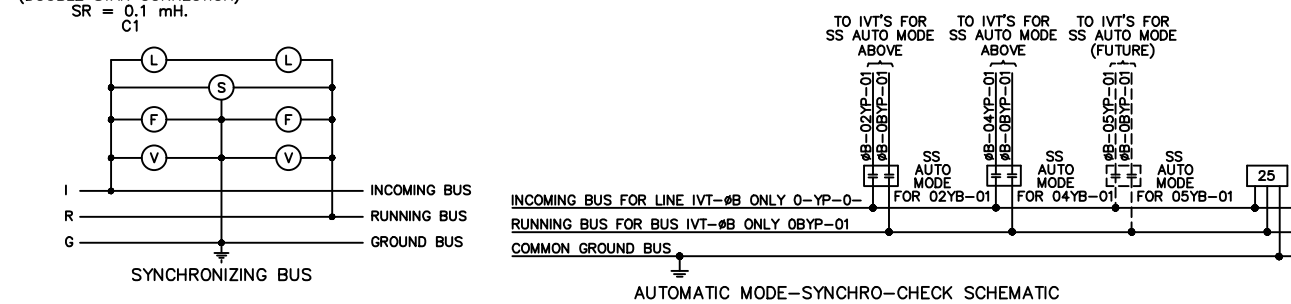 (DOUBLE STAR CONNECTION)
SR = 0.1 mH.
C1
L L
S
F F
V V
I INCOMING BUS
R RUNNING BUS
G GROUND BUS
SYNCHRONIZING BUS
TO IVT'S FOR
SS AUTO MODE
ABOVE
TO IVT'S FOR
SS AUTO MODE
ABOVE
TO IVT'S FOR
SS AUTO MODE
(FUTURE)
øB-02YP-01
øB-0BYP-01
øB-04YP-01
øB-0BYP-01
øB-05YP-01
øB-0BYP-01
SS
AUTO
MODE
FOR 02YB-01
SS
AUTO
MODE
FOR 04YB-01
SS
AUTO
MODE
FOR 05YB-01
25
INCOMING BUS FOR LINE IVT-øB ONLY 0-YP-0-
RUNNING BUS FOR BUS IVT-øB ONLY 0BYP-01
COMMON GROUND BUS
AUTOMATIC MODE-SYNCHRO-CHECK SCHEMATIC